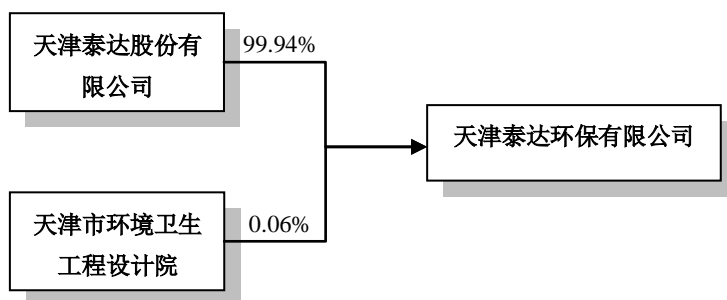 天津泰达股份有
限公司
99.94%
天津泰达环保有限公司
天津市环境卫生
工程设计院
0.06%